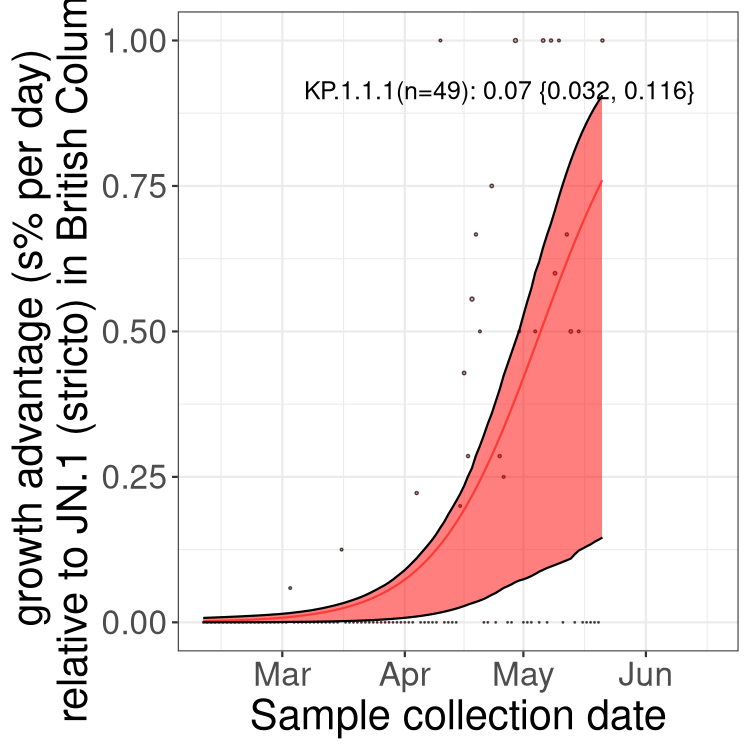 growth advantage (s% per day)
relative to JN.1 (stricto) in British Colum
1.00
0.75
0.50
0.25
0.00
KP.1.1.1(n=49): 0.07 {0.032, 0.116}
Mar Apr May Jun
Sample collection date